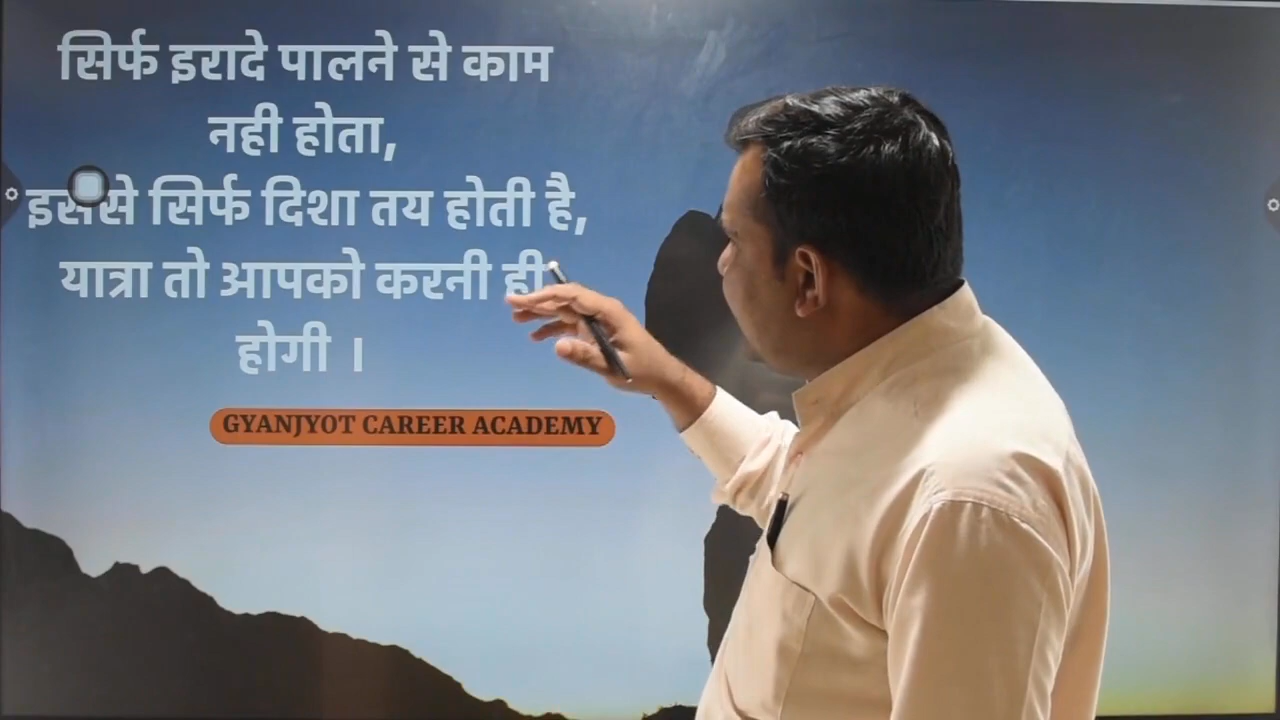 सिर्फ इरादे पालने से काम
नही होता,
इससे सिर्फ दिशा तय होती है,
यात्रा तो आपको करनी ही
होगी ।
GYANJYOT CAREER ACADEMY